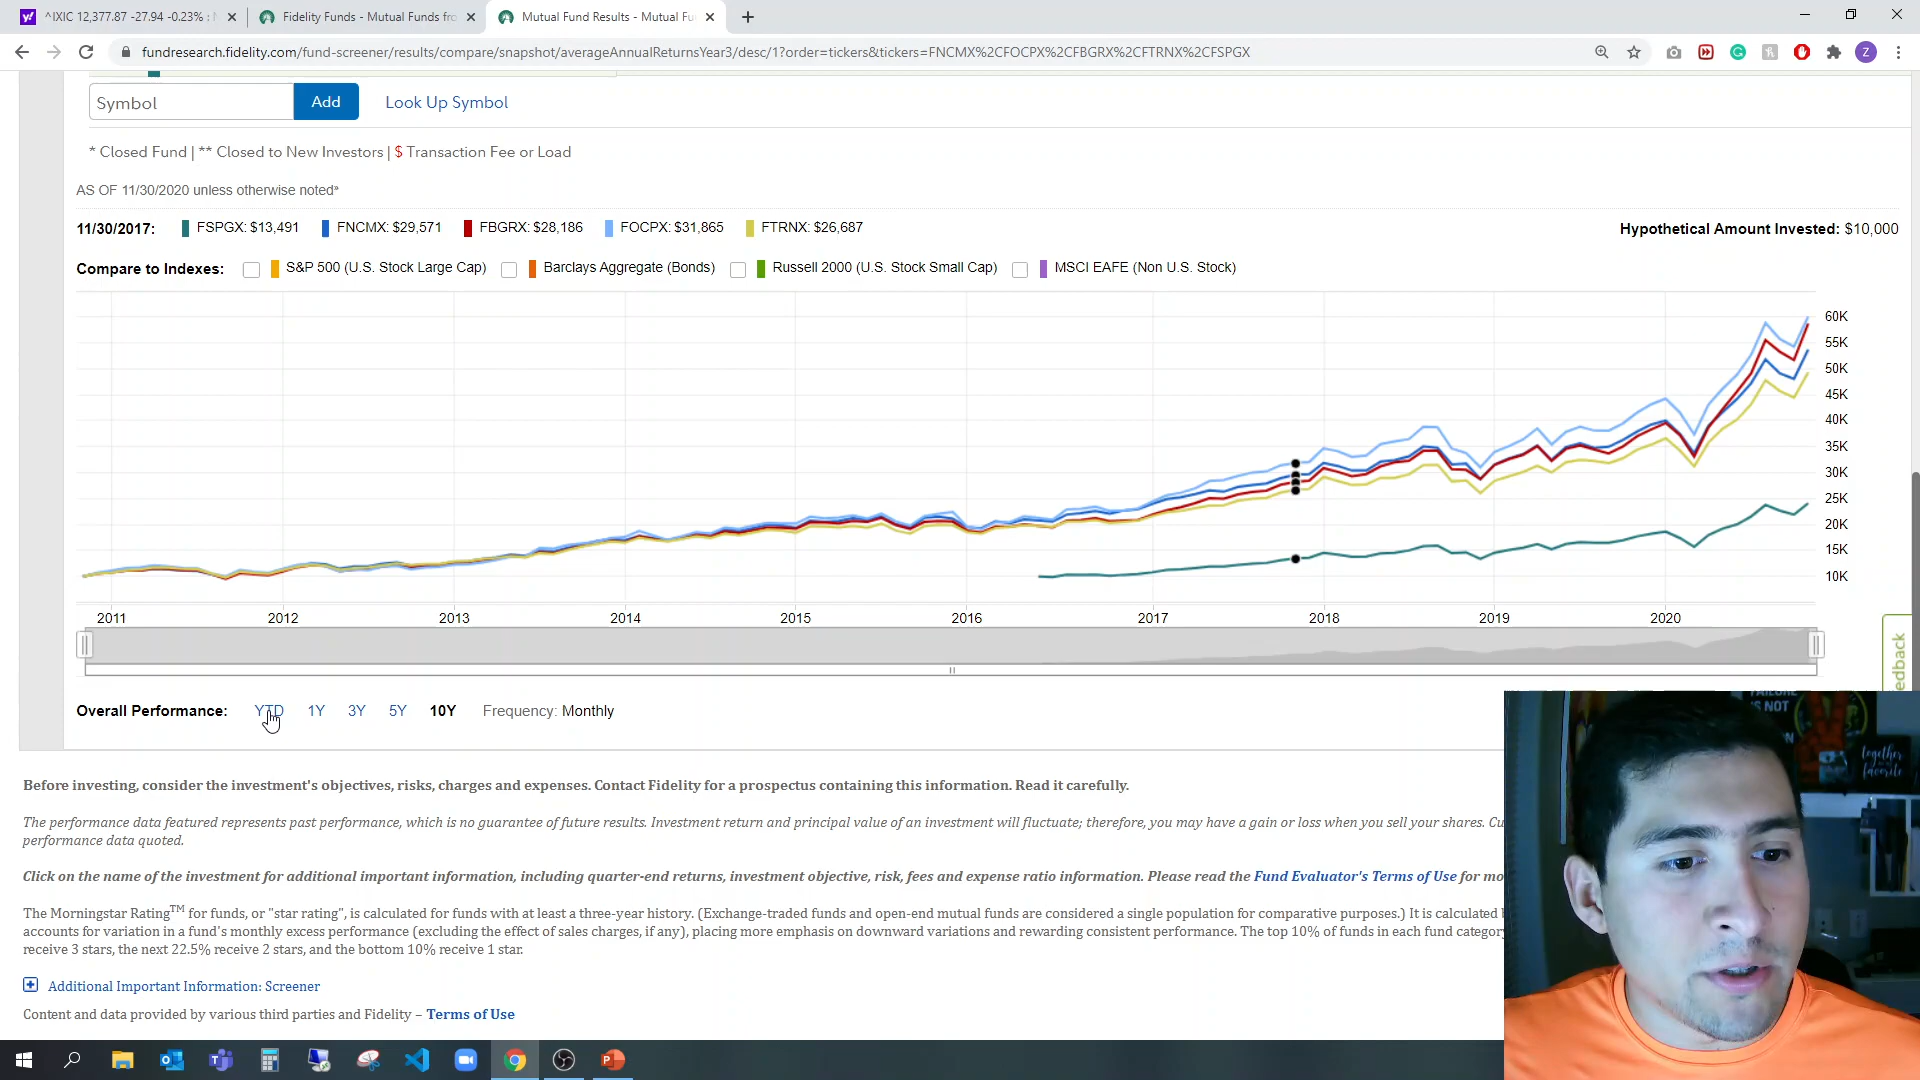 ^IXIC 12,377.87 -27.94 -0.23% :
Fidelity Funds - Mutual Funds fro
Mutual Fund Results - Mutual Fu
fundresearch.fidelity.com/fund-screener/results/compare/snapshot/averageAnnualReturnsYear3/desc/1?order=tickers&tickers=FNCMX%2CFOCPX%2CFBGRX%2CFTRNX%2CFSPGX
Z
Symbol Add Look Up Symbol
* Closed Fund | ** Closed to New Investors | $ Transaction Fee or Load
AS OF 11/30/2020 unless otherwise noted*
11/30/2017: FSPGX: $13,491 FNCMX: $29,571 FBGRX: $28,186 FOCPX: $31,865 FTRNX: $26,687 Hypothetical Amount Invested: $10,000
Compare to Indexes: S&P 500 (U.S. Stock Large Cap) Barclays Aggregate (Bonds) Russell 2000 (U.S. Stock Small Cap) MSCI EAFE (Non U.S. Stock)
60K
55K
50K
45K
40K
35K
30K
25K
20K
15K
10K
2011 2012 2013 2014 2015 2016 2017 2018 2019 2020
edback
Overall Performance: YTD 1Y 3Y 5Y 10Y Frequency: Monthly
Before investing, consider the investment's objectives, risks, charges and expenses. Contact Fidelity for a prospectus containing this information. Read it carefully.
The performance data featured represents past performance, which is no guarantee of future results. Investment return and principal value of an investment will fluctuate; therefore, you may have a gain or loss when you sell your shares. Cu
performance data quoted.
Click on the name of the investment for additional important information, including quarter-end returns, investment objective, risk, fees and expense ratio information. Please read the Fund Evaluator's Terms of Use for mo
The Morningstar Rating™ for funds, or "star rating", is calculated for funds with at least a three-year history. (Exchange-traded funds and open-end mutual funds are considered a single population for comparative purposes.) It is calculated
accounts for variation in a fund's monthly excess performance (excluding the effect of sales charges, if any), placing more emphasis on downward variations and rewarding consistent performance. The top 10% of funds in each fund category
receive 3 stars, the next 22.5% receive 2 stars, and the bottom 10% receive 1 star.
Additional Important Information: Screener
Content and data provided by various third parties and Fidelity – Terms of Use
FAILURE
IS NOT
together
favorite